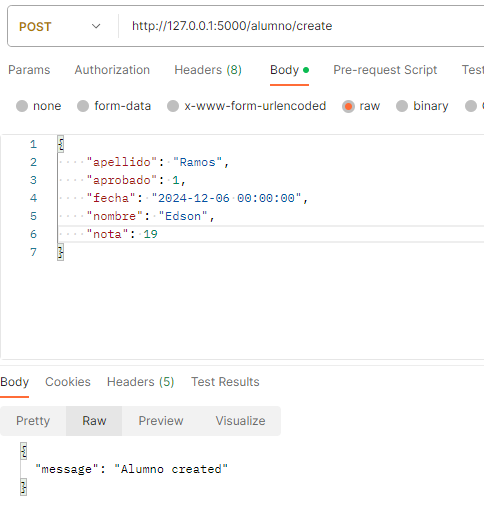 POST http://127.0.0.1:5000/alumno/create
Params Authorization Headers (8) Body Pre-request Script
none form-data x-www-form-urlencoded raw binary
1 {
2 "apellido": "Ramos",
3 "aprobado": 1,
4 "fecha": "2024-12-06 00:00:00",
5 "nombre": "Edson",
6 "nota": 19
7 }
Body Cookies Headers (5) Test Results
Pretty Raw Preview Visualize
{
"message": "Alumno created"
}